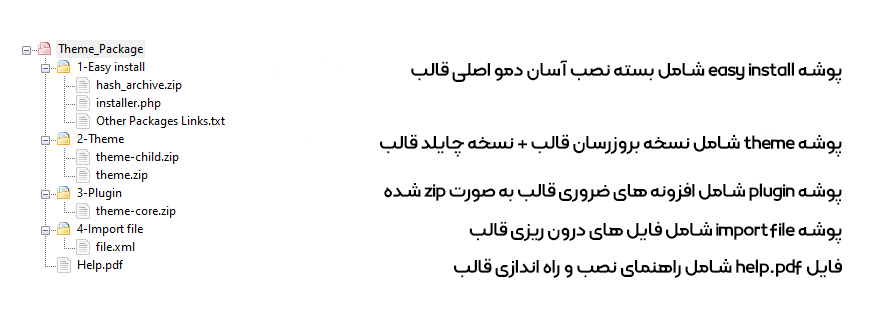 Theme_Package
1-Easy install
پوشه easy install شامل بسته نصب آسان دمو اصلی قالب
hash_archive.zip
installer.php
Other Packages Links.txt
2-Theme
پوشه theme شامل نسخه بروزرسان قالب + نسخه چایلد قالب
theme-child.zip
theme.zip
3-Plugin
پوشه plugin شامل افزونه های ضروری قالب به صورت zip شده
theme-core.zip
4-Import file
پوشه import file شامل فایل های درون ریزی قالب
file.xml
Help.pdf
فایل help.pdf شامل راهنمای نصب و راه اندازی قالب